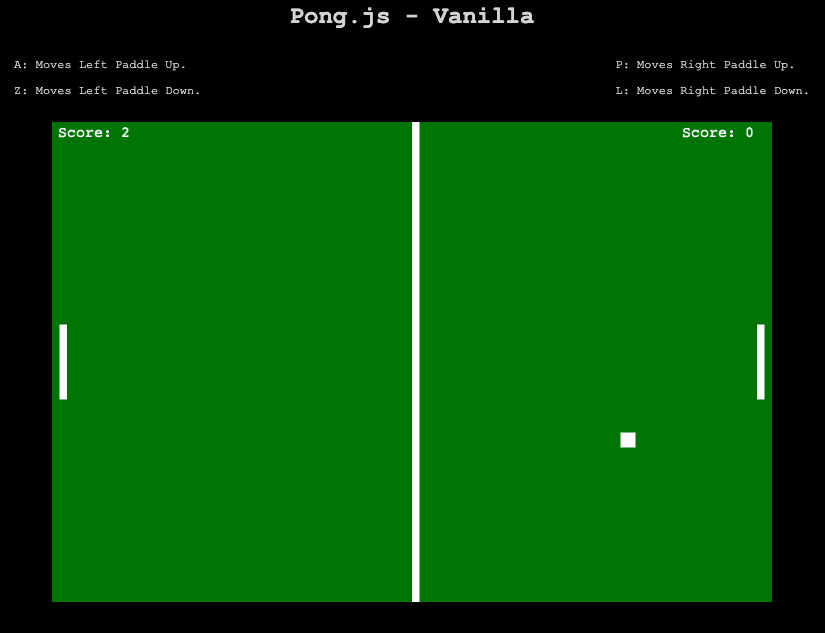 Pong.js - Vanilla
A: Moves Left Paddle Up.
P: Moves Right Paddle Up.
Z: Moves Left Paddle Down.
L: Moves Right Paddle Down.
Score: 2
Score: 0